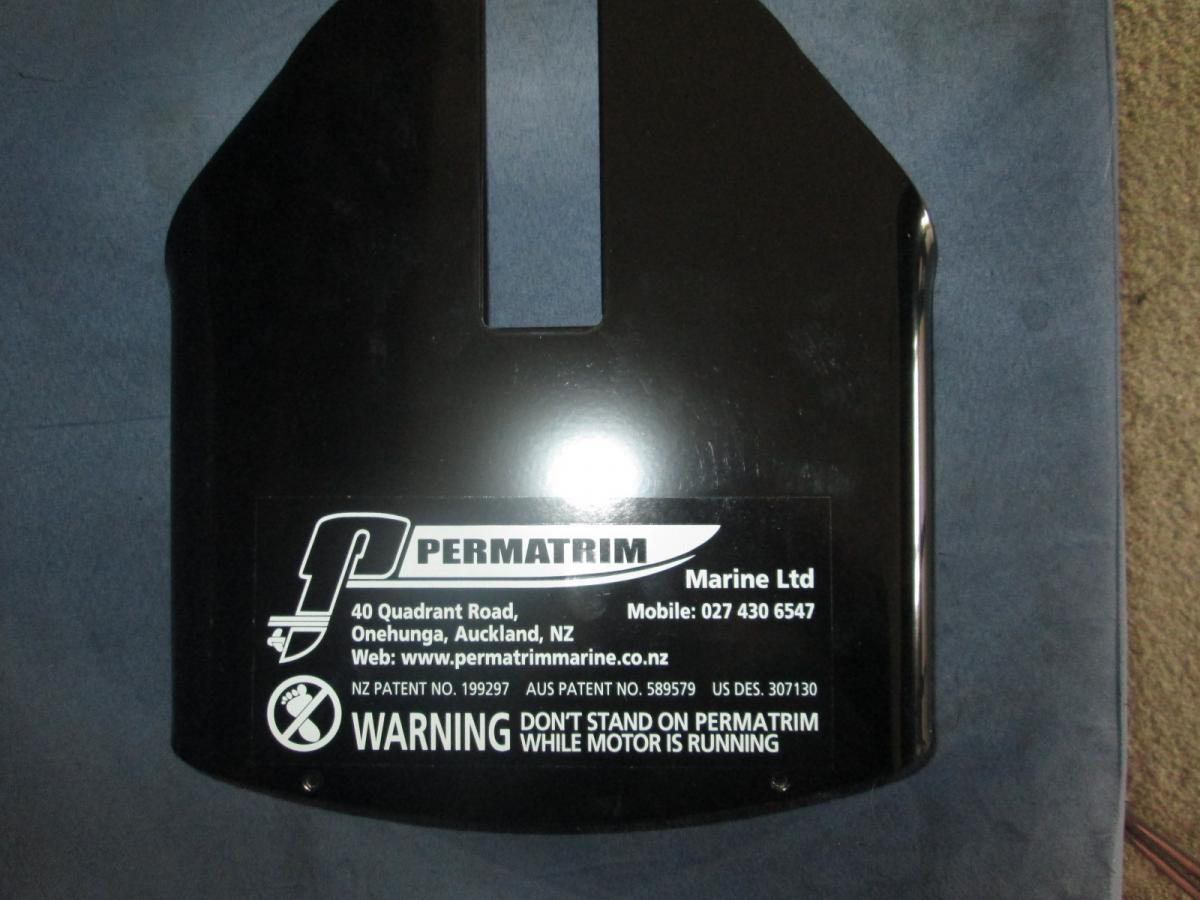 PERMATRIM
Marine Ltd
40 Quadrant Road, Mobile: 027 430 6547
Onehunga, Auckland, NZ
Web: www.permatrimmarine.co.nz
NZ PATENT NO. 199297 AUS PATENT NO. 589579 US DES. 307130
WARNING DON'T STAND ON PERMATRIM
WHILE MOTOR IS RUNNING